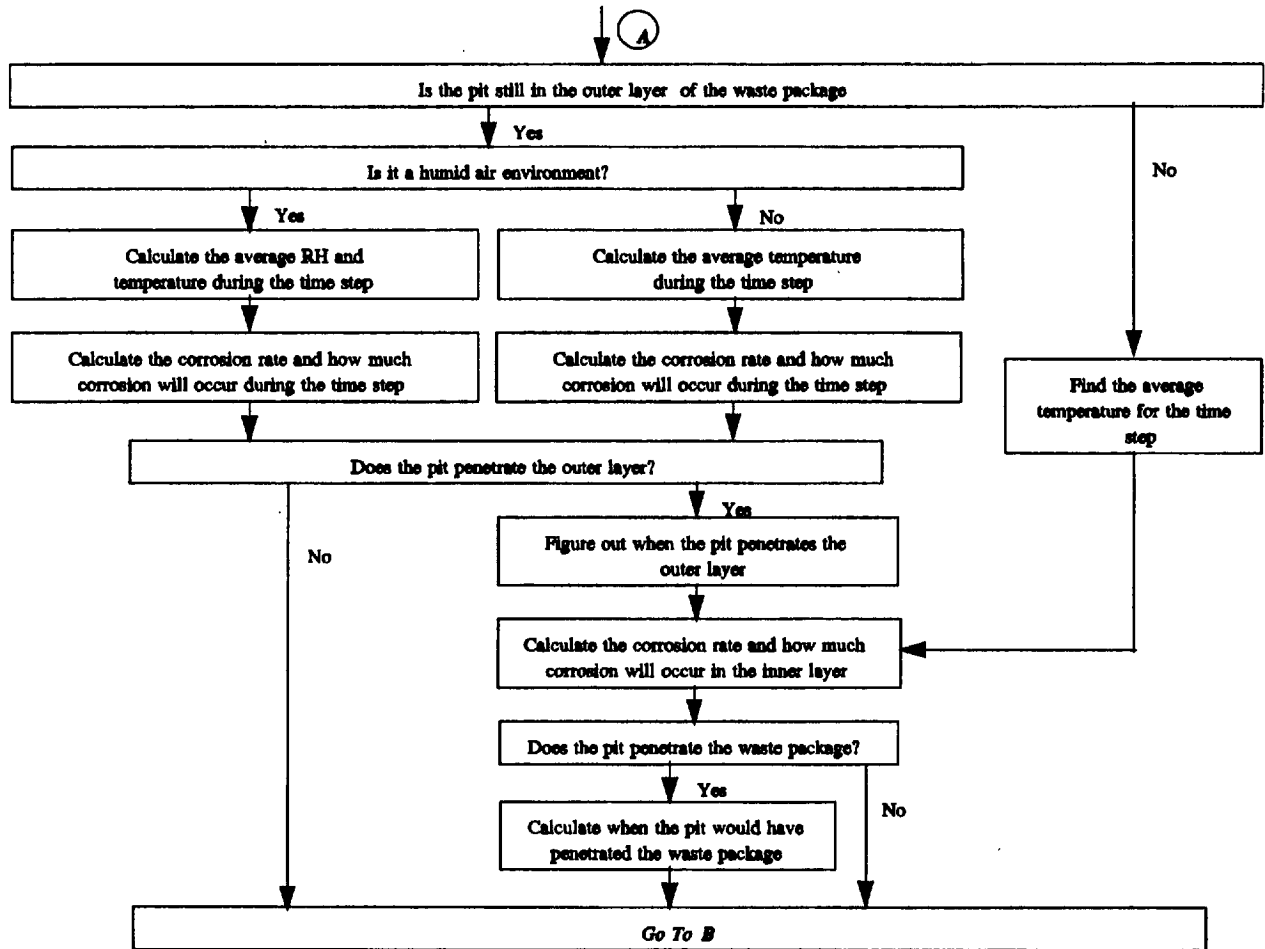 A
Is the pit still in the outer layer of the waste package
Yes
No
Is it a humid air environment?
Yes
No
Calculate the average RH and
temperature during the time step
Calculate the average temperature
during the time step
Calculate the corrosion rate and how much
corrosion will occur during the time step
Calculate the corrosion rate and how much
corrosion will occur during the time step
Find the average
temperature for the time
step
Does the pit penetrate the outer layer?
Yes
No
Figure out when the pit penetrates the
outer layer
Calculate the corrosion rate and how much
corrosion will occur in the inner layer
Does the pit penetrate the waste package?
Yes
No
Calculate when the pit would have
penetrated the waste package
Go To B